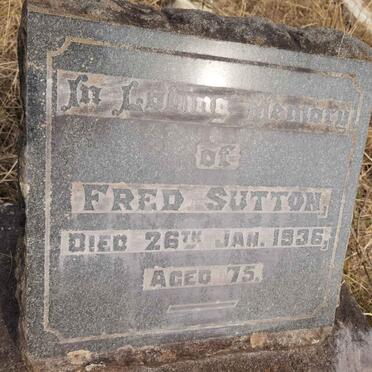 In Loving Memory
of
FRED SUTTON,
DIED 26TH JAN. 1936,
AGED 75.